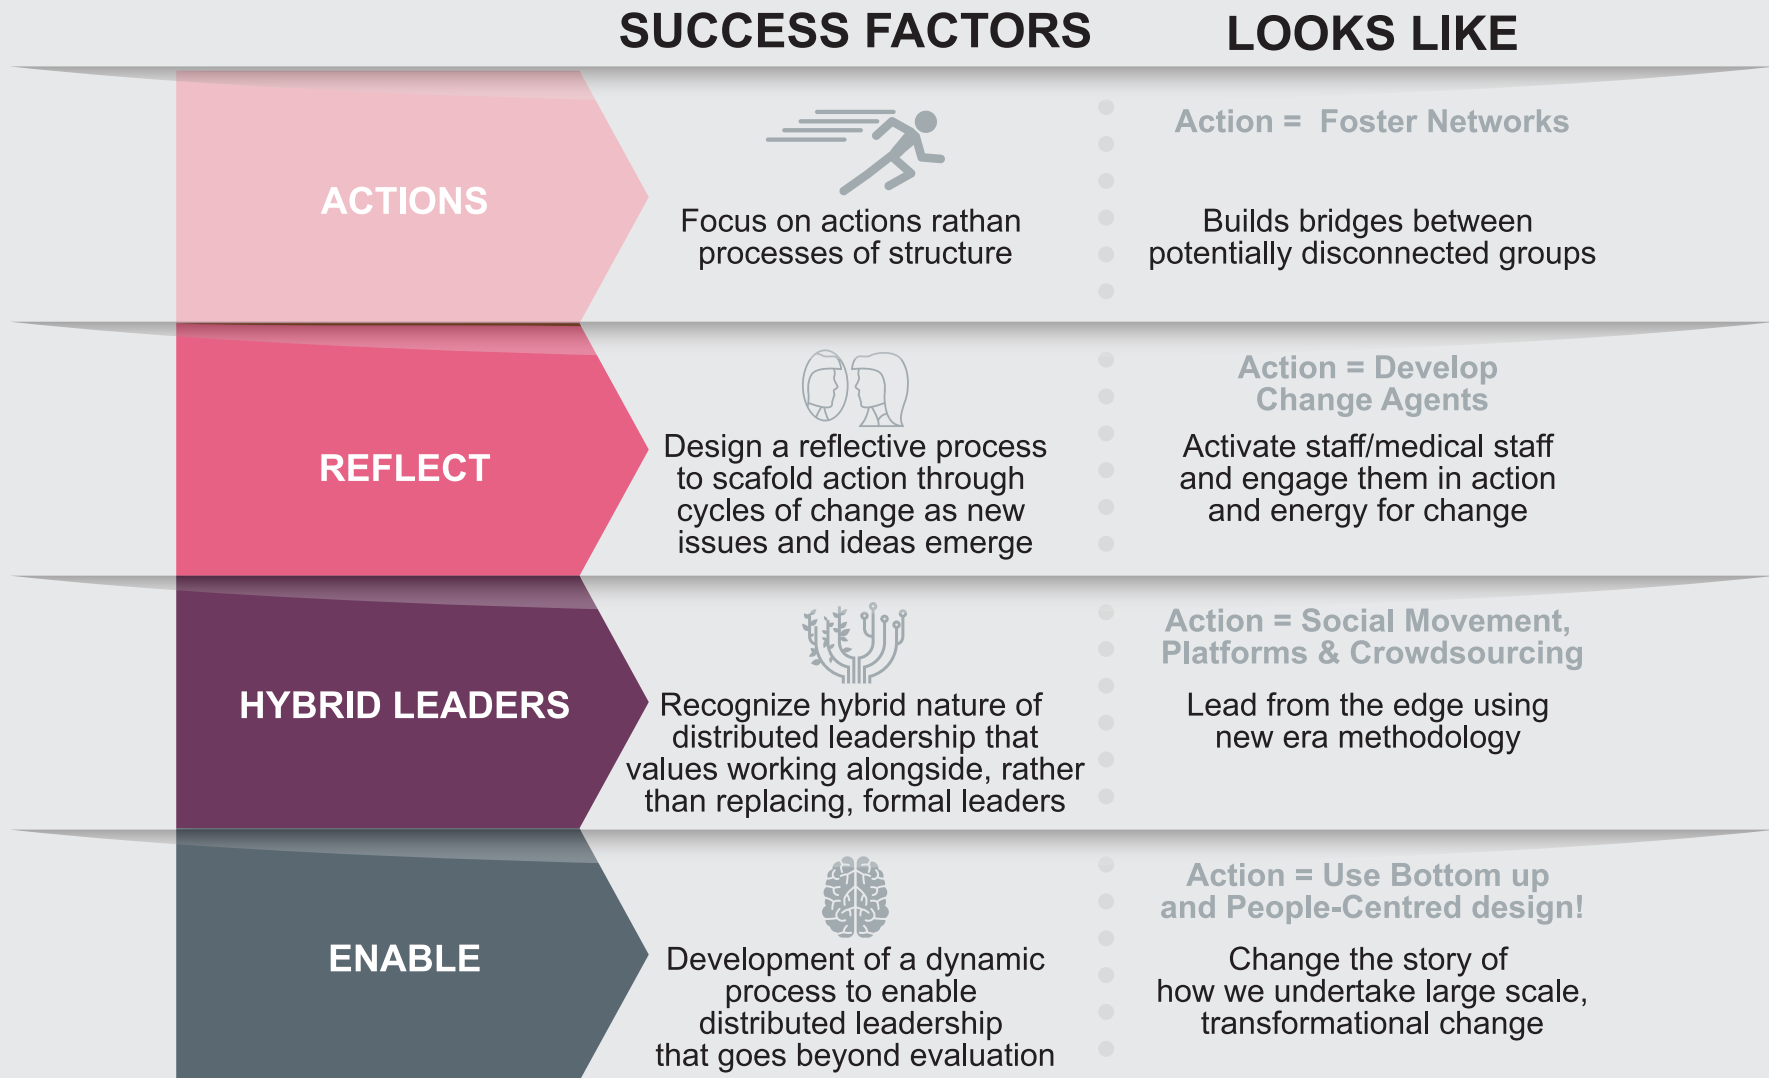 SUCCESS FACTORS
LOOKS LIKE
ACTIONS
Focus on actions rathan
processes of structure
Action = Foster Networks
Builds bridges between
potentially disconnected groups
REFLECT
Design a reflective process
to scafold action through
cycles of change as new
issues and ideas emerge
Action = Develop
Change Agents
Activate staff/medical staff
and engage them in action
and energy for change
HYBRID LEADERS
Recognize hybrid nature of
distributed leadership that
values working alongside, rather
than replacing, formal leaders
Action = Social Movement,
Platforms & Crowdsourcing
Lead from the edge using
new era methodology
ENABLE
Development of a dynamic
process to enable
distributed leadership
that goes beyond evaluation
Action = Use Bottom up
and People-Centred design!
Change the story of
how we undertake large scale,
transformational change